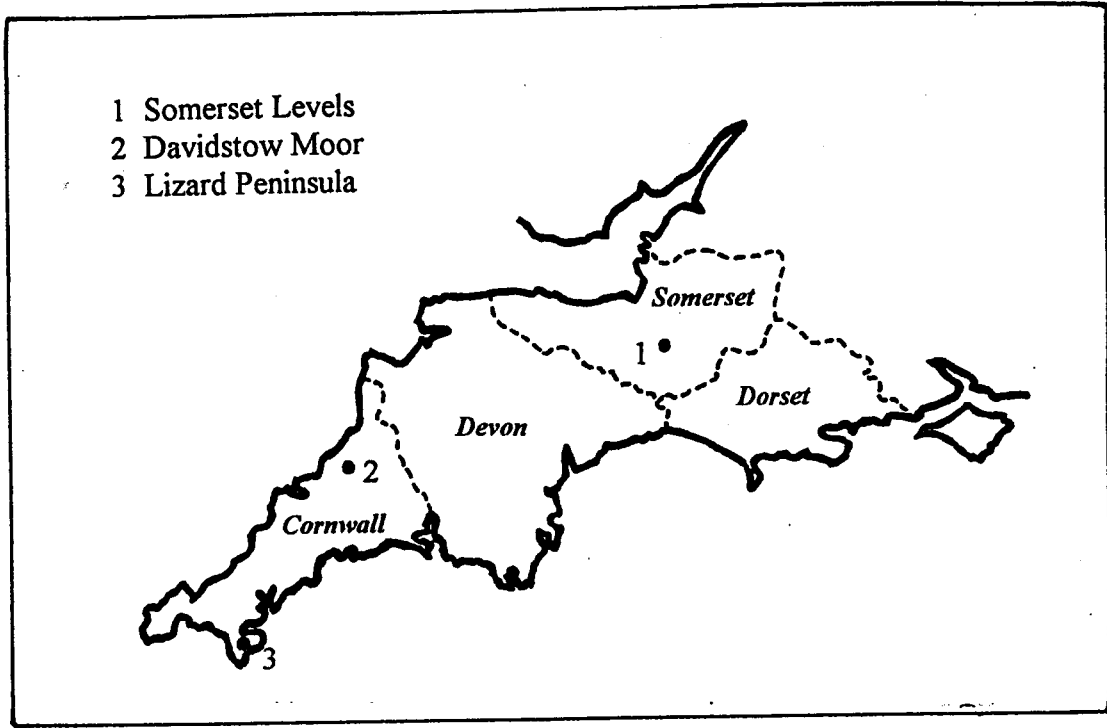 1 Somerset Levels
2 Davidstow Moor
3 Lizard Peninsula
Somerset
1
Dorset
Devon
2
Cornwall
3